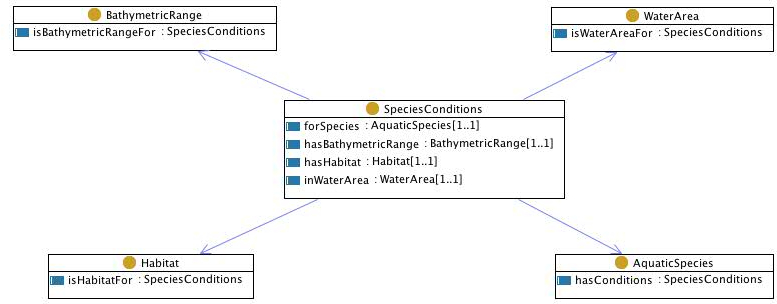 BathymetricRange
isBathymetricRangeFor : SpeciesConditions
WaterArea
isWaterAreaFor : SpeciesConditions
SpeciesConditions
forSpecies : AquaticSpecies[1..1]
hasBathymetricRange : BathymetricRange[1..1]
hasHabitat : Habitat[1..1]
inWaterArea : WaterArea[1..1]
Habitat
isHabitatFor : SpeciesConditions
AquaticSpecies
hasConditions : SpeciesConditions